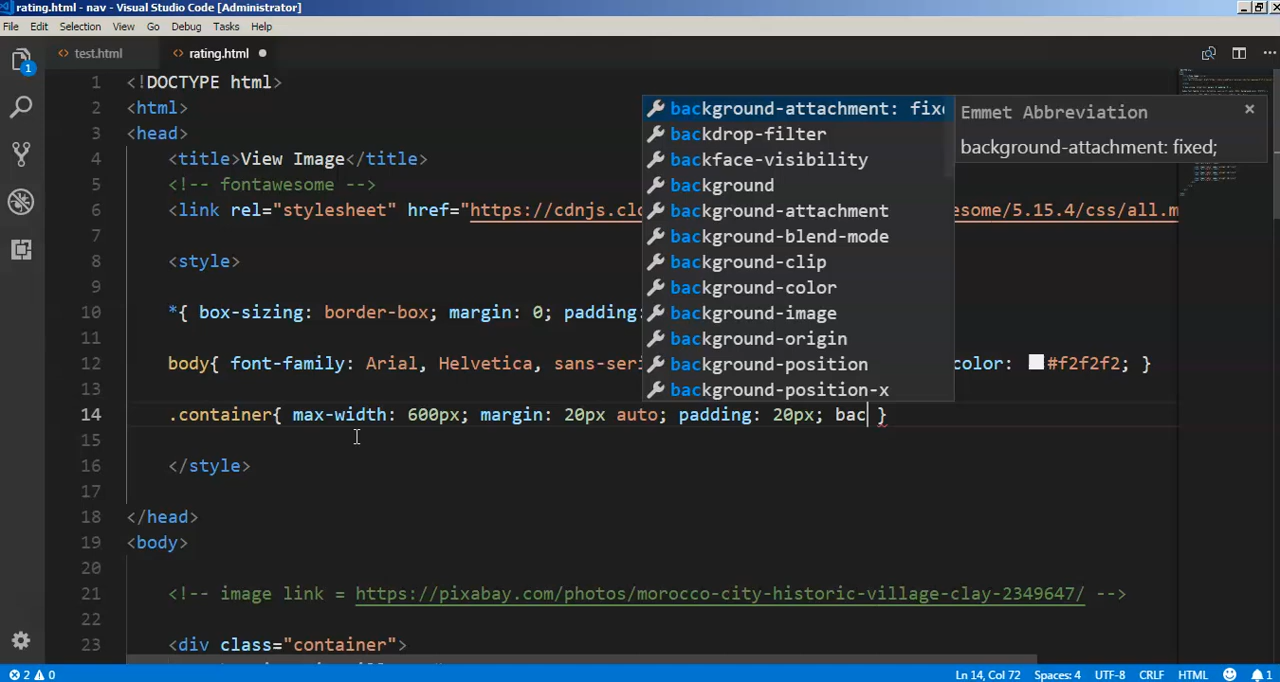 rating.html - nav - Visual Studio Code [Administrator]
File Edit Selection View Go Debug Tasks Help
<> test.html <> rating.html
1 <!DOCTYPE html>
2 <html>
3 <head>
4 <title>View Image</title>
5 <!-- fontawesome -->
6 <link rel="stylesheet" href="https://cdnjs.clo esome/5.15.4/css/all.m
7
8 <style>
9
10 *{ box-sizing: border-box; margin: 0; padding:
11
12 body{ font-family: Arial, Helvetica, sans-seri color: #f2f2f2; }
13
14 .container{ max-width: 600px; margin: 20px auto; padding: 20px; bac }
15
16 </style>
17
18 </head>
19 <body>
20
21 <!-- image link = https://pixabay.com/photos/morocco-city-historic-village-clay-2349647/ -->
22
23 <div class="container">
background-attachment: fixe
backdrop-filter
backface-visibility
background
background-attachment
background-blend-mode
background-clip
background-color
background-image
background-origin
background-position
background-position-x
Emmet Abbreviation
background-attachment: fixed;
1
2 0 Ln 14, Col 72 Spaces: 4 UTF-8 CRLF HTML 1